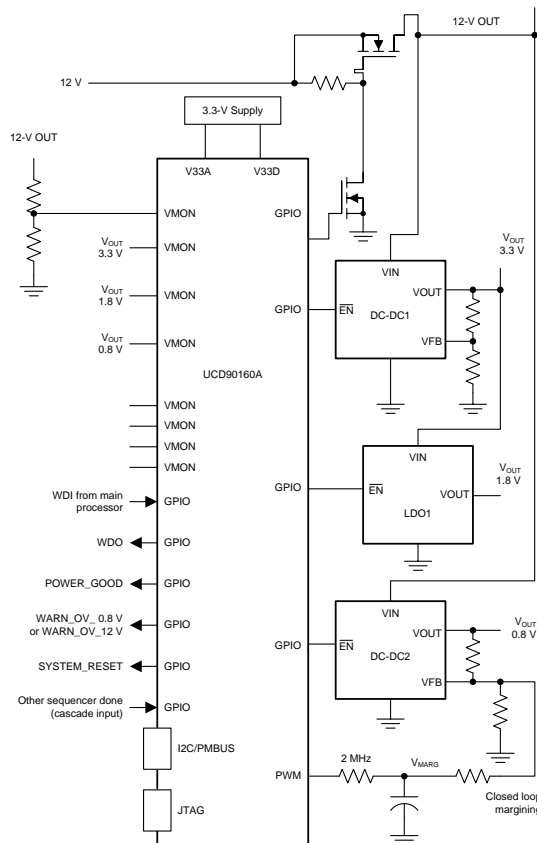 12-V OUT
12 V
3.3-V Supply
12-V OUT
V33A
V33D
VMON
GPIO
VOUT
3.3 V
VMON
VIN
VOUT
3.3 V
VOUT
1.8 V
VMON
GPIO
EN
DC-DC1
VOUT
VFB
VOUT
0.8 V
VMON
UCD90160A
VMON
VMON
VMON
VMON
VIN
WDI from main
processor
GPIO
GPIO
EN
VOUT
LDO1
VOUT
1.8 V
WDO
GPIO
POWER_GOOD
GPIO
VIN
WARN_OV_ 0.8 V
or WARN_OV_12 V
GPIO
GPIO
EN
DC-DC2
VOUT
VFB
VOUT
0.8 V
SYSTEM_RESET
GPIO
Other sequencer done
(cascade input)
GPIO
I2C/PMBUS
PWM
2 MHz
VMARG
Closed loop
margining
JTAG